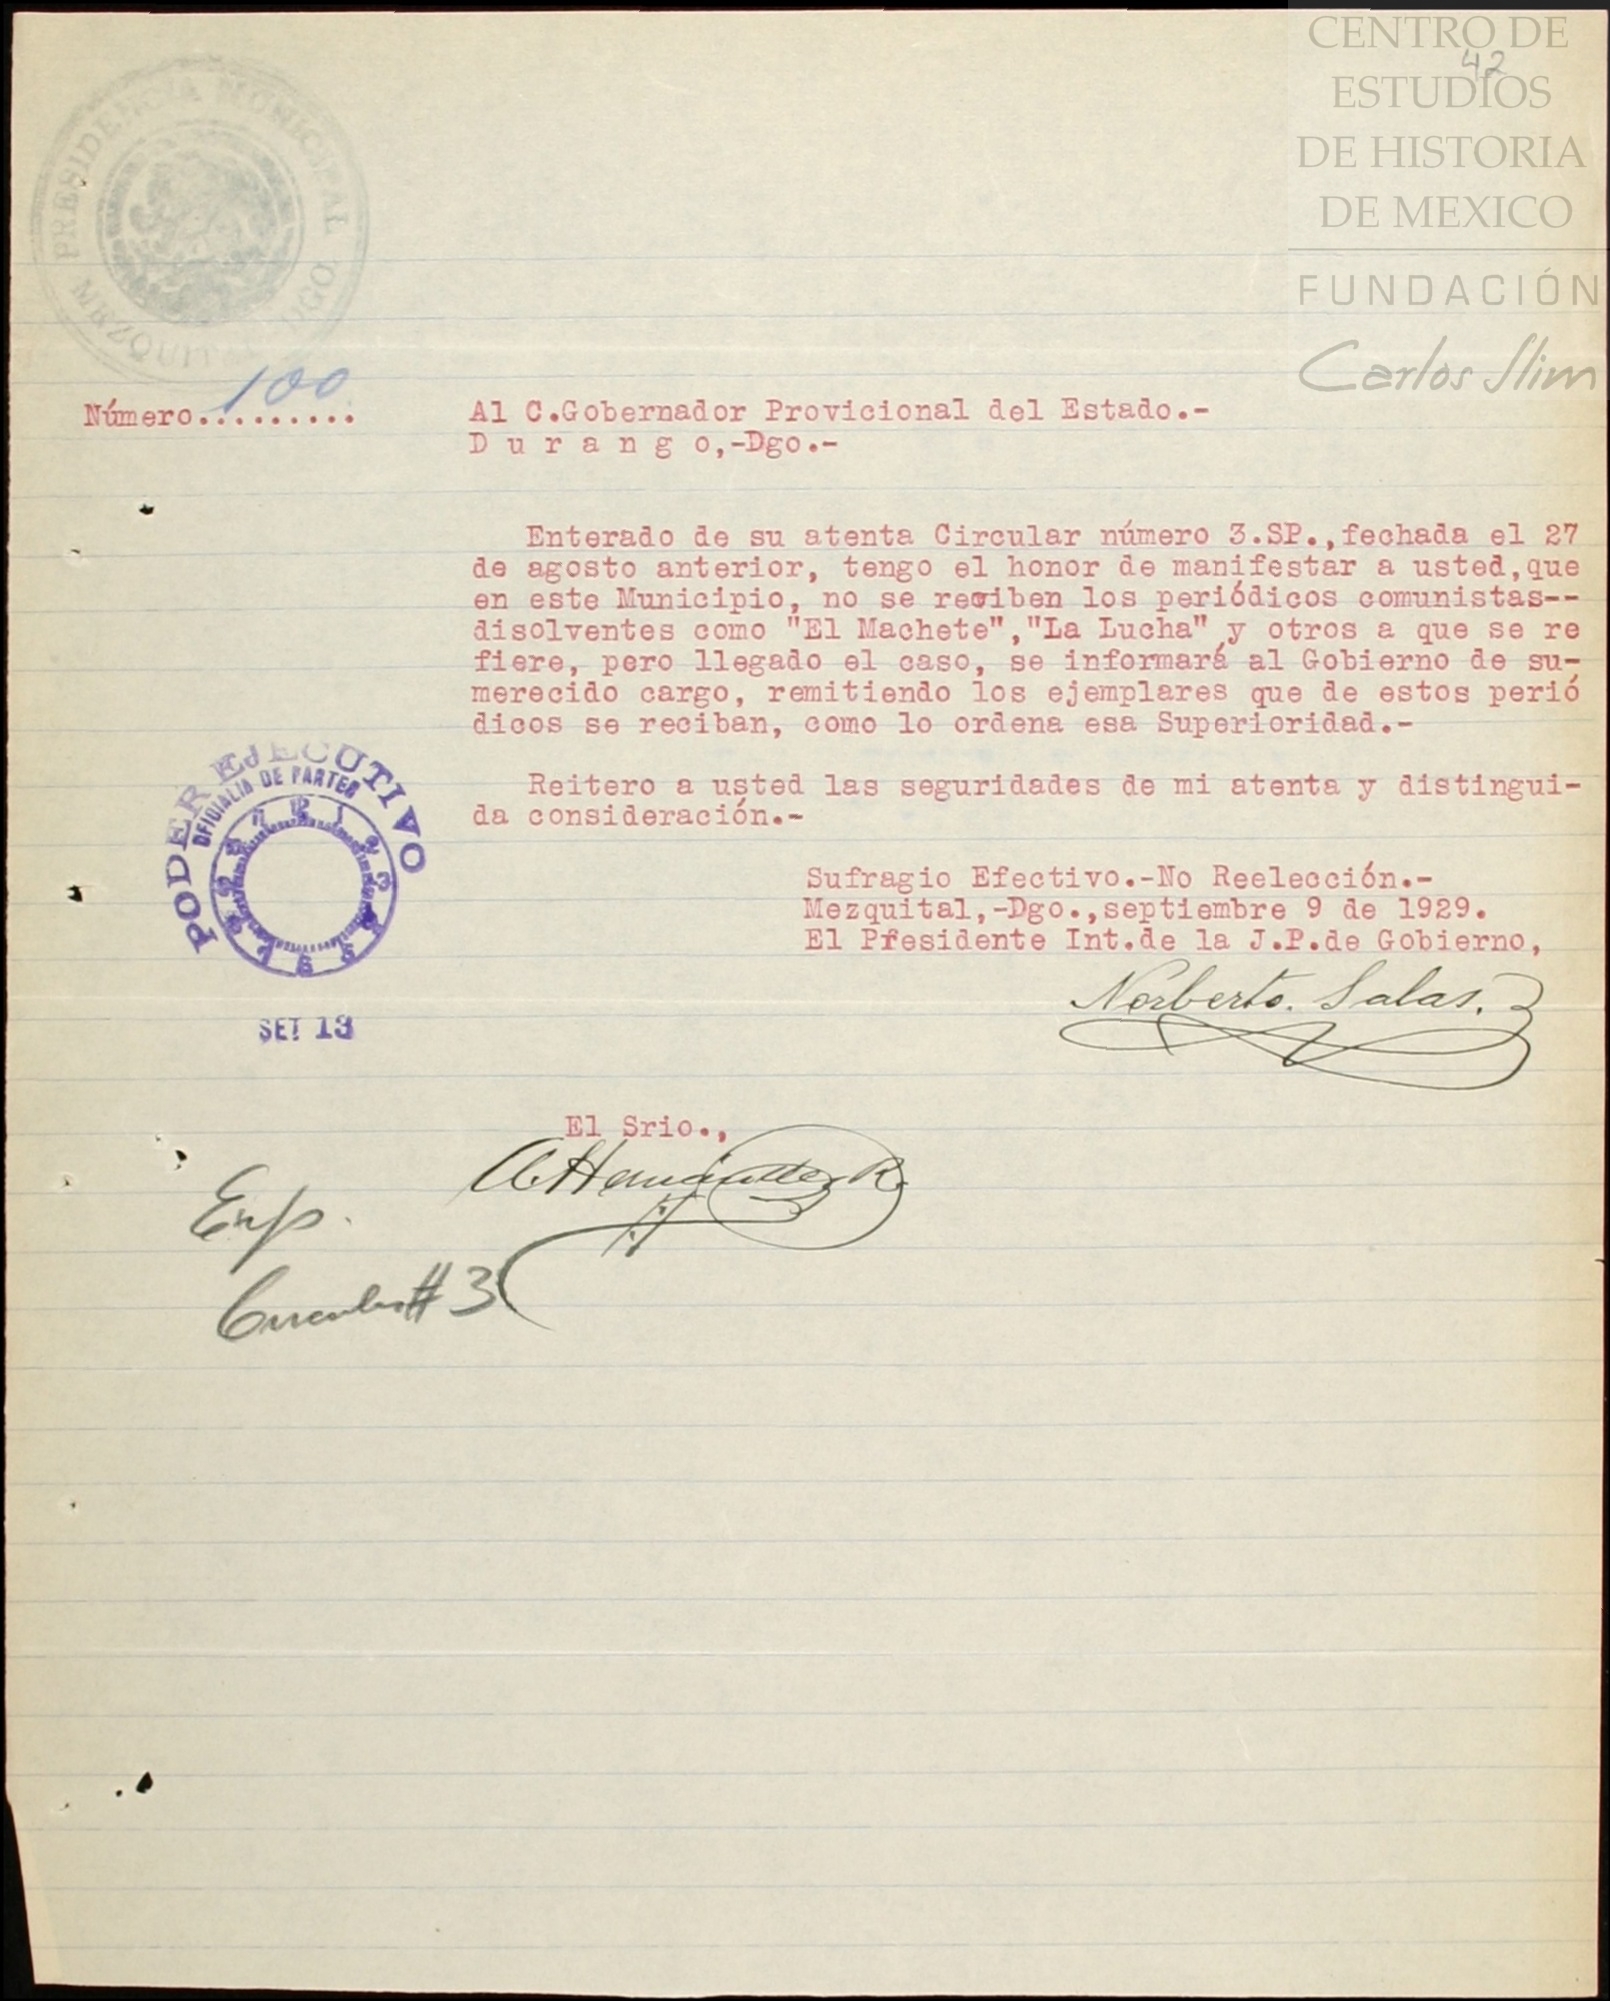 CENTRO DE
ESTUDIOS
DE HISTORIA
DE MEXICO
FUNDACIÓN
Carlos Slim
42
PRESIDENCIA MUNICIPAL
MEZQUITAL DGO.
Número......... 100
Al C.Gobernador Provicional del Estado.-
D u r a n g o,-Dgo.-
Enterado de su atenta Circular número 3.SP.,fechada el 27
de agosto anterior, tengo el honor de manifestar a usted,que
en este Municipio, no se reciben los periódicos comunistas--
disolventes como "El Machete","La Lucha" y otros a que se re
fiere, pero llegado el caso, se informará al Gobierno de su-
merecido cargo, remitiendo los ejemplares que de estos perió
dicos se reciban, como lo ordena esa Superioridad.-
Reitero a usted las seguridades de mi atenta y distingui-
da consideración.-
Sufragio Efectivo.-No Reelección.-
Mezquital,-Dgo.,septiembre 9 de 1929.
El Presidente Int.de la J.P.de Gobierno,
Norberto. Salas.
PODER EJECUTIVO
OFICIALIA DE PARTES
SET 13
El Srio.,
A. Hernández R.
Exp.
Circular # 3